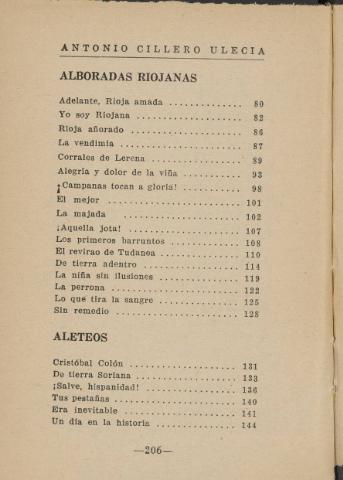 ANTONIO CILLERO ULECIA
ALBORADAS RIOJANAS
Adelante, Rioja amada ............. 80
Yo soy Riojana .................... 82
Rioja añorado ..................... 86
La vendimia ....................... 87
Corrales de Lerena ................ 89
Alegría y dolor de la viña ........ 93
¡Campanas tocan a gloria! ......... 98
El mejor .......................... 101
La majada ......................... 102
¡Aquella jota! .................... 107
Los primeros barruntos ............ 108
El revirao de Tudanea ............. 110
De tierra adentro ................. 114
La niña sin ilusiones ............. 119
La perrona ........................ 122
Lo que tira la sangre ............. 125
Sin remedio ....................... 128
ALETEOS
Cristóbal Colón ................... 131
De tierra Soriana ................. 133
¡Salve, hispanidad! ............... 136
Tus pestañas ...................... 140
Era inevitable .................... 141
Un día en la historia ............. 144
—206—